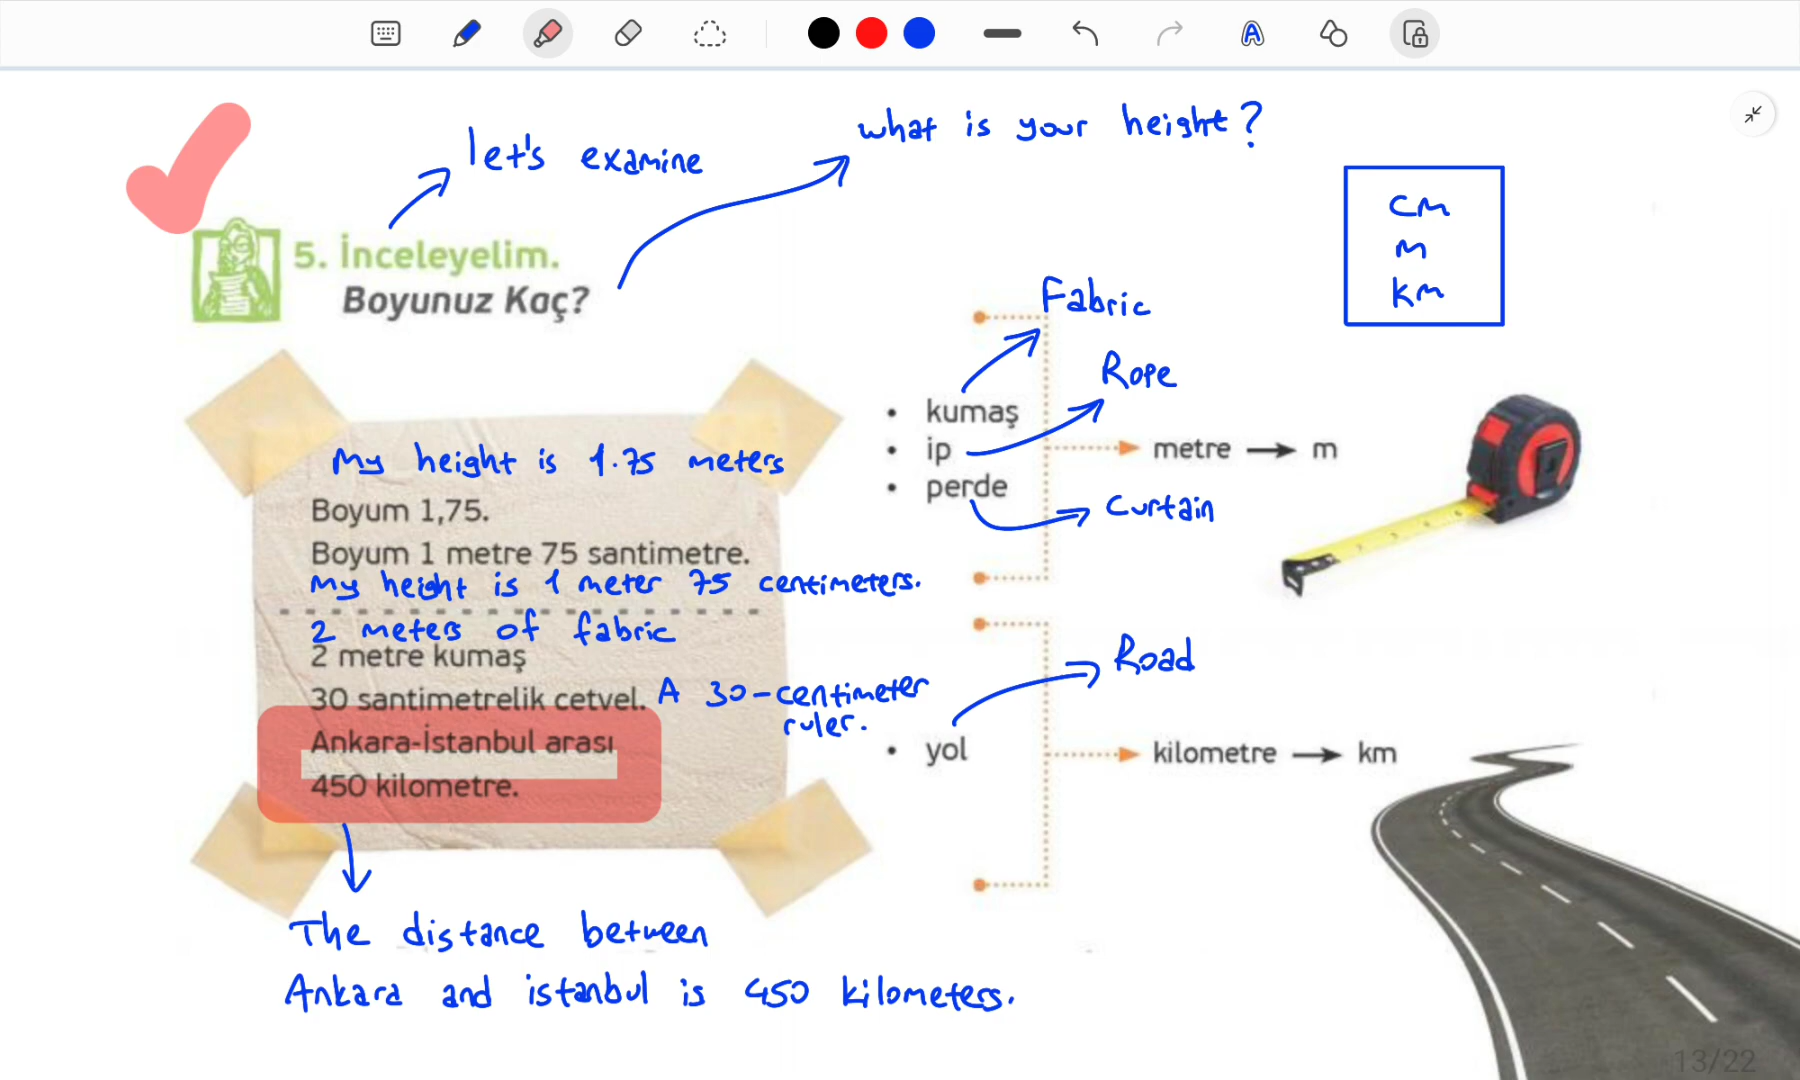 let's examine
what is your height?
cm
m
km
5. İnceleyelim.
Boyunuz Kaç?
Fabric
Rope
• kumaş
• ip
• perde
metre → m
Curtain
My height is 1.75 meters
Boyum 1,75.
Boyum 1 metre 75 santimetre.
My height is 1 meter 75 centimeters.
2 meters of fabric
2 metre kumaş
30 santimetrelik cetvel.
A 30-centimeter
ruler.
Ankara-İstanbul arası
450 kilometre.
Road
• yol
kilometre → km
The distance between
Ankara and istanbul is 450 kilometers.
13/22